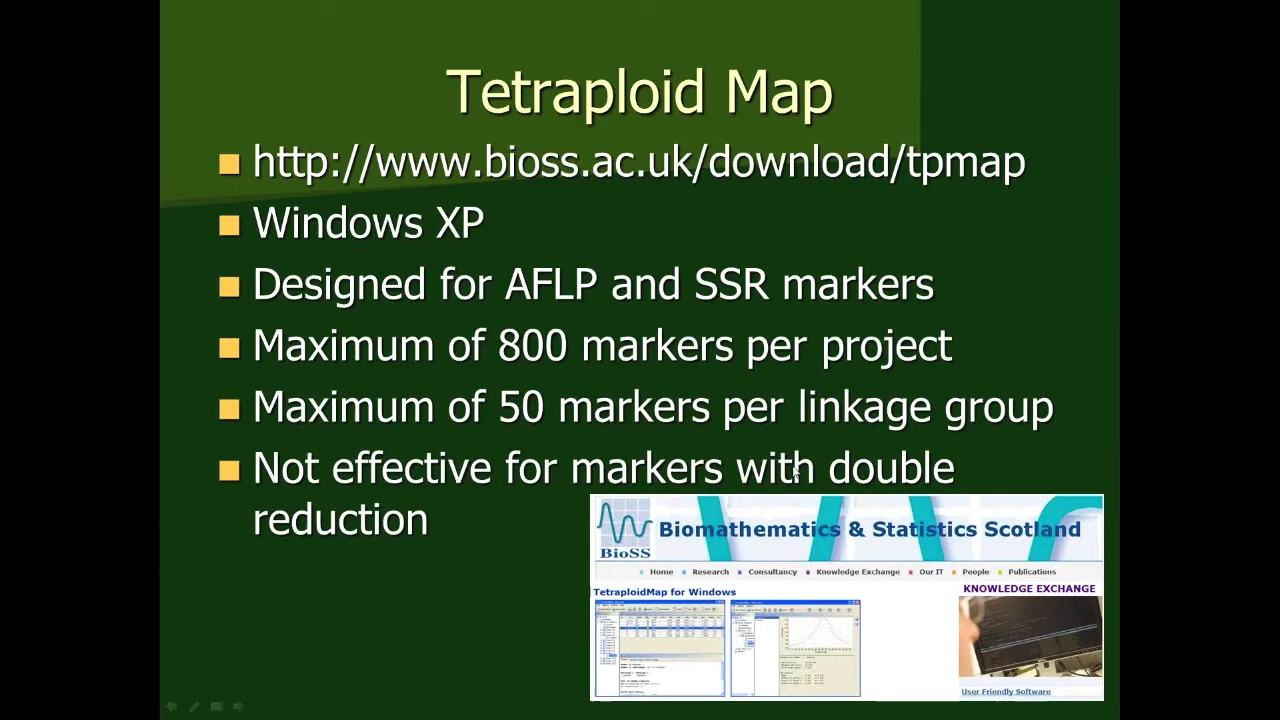 Tetraploid Map
http://www.bioss.ac.uk/download/tpmap
Windows XP
Designed for AFLP and SSR markers
Maximum of 800 markers per project
Maximum of 50 markers per linkage group
Not effective for markers with double
reduction
BioSS
Biomathematics & Statistics Scotland
Home Research Consultancy Knowledge Exchange Our IT People Publications
TetraploidMap for Windows
KNOWLEDGE EXCHANGE
User Friendly Software